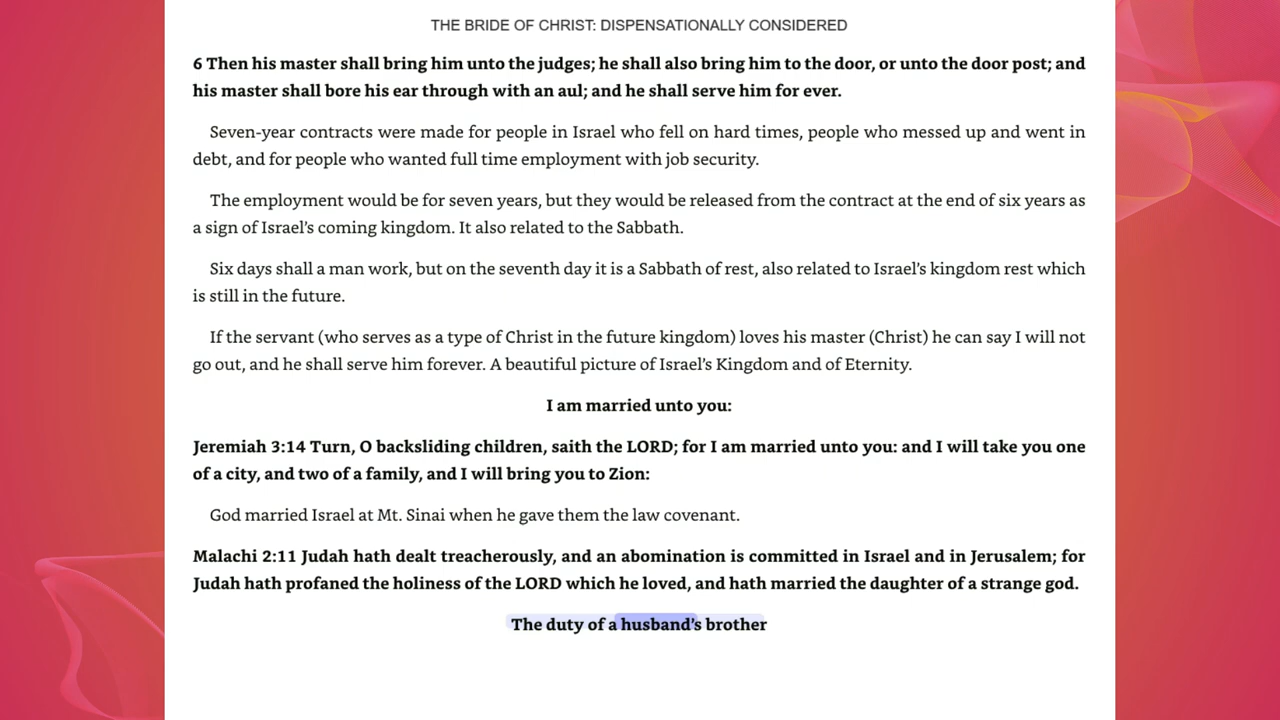 THE BRIDE OF CHRIST: DISPENSATIONALLY CONSIDERED
6 Then his master shall bring him unto the judges; he shall also bring him to the door, or unto the door post; and
his master shall bore his ear through with an aul; and he shall serve him for ever.
Seven-year contracts were made for people in Israel who fell on hard times, people who messed up and went in
debt, and for people who wanted full time employment with job security.
The employment would be for seven years, but they would be released from the contract at the end of six years as
a sign of Israel’s coming kingdom. It also related to the Sabbath.
Six days shall a man work, but on the seventh day it is a Sabbath of rest, also related to Israel’s kingdom rest which
is still in the future.
If the servant (who serves as a type of Christ in the future kingdom) loves his master (Christ) he can say I will not
go out, and he shall serve him forever. A beautiful picture of Israel’s Kingdom and of Eternity.
I am married unto you:
Jeremiah 3:14 Turn, O backsliding children, saith the LORD; for I am married unto you: and I will take you one
of a city, and two of a family, and I will bring you to Zion:
God married Israel at Mt. Sinai when he gave them the law covenant.
Malachi 2:11 Judah hath dealt treacherously, and an abomination is committed in Israel and in Jerusalem; for
Judah hath profaned the holiness of the LORD which he loved, and hath married the daughter of a strange god.
The duty of a husband’s brother